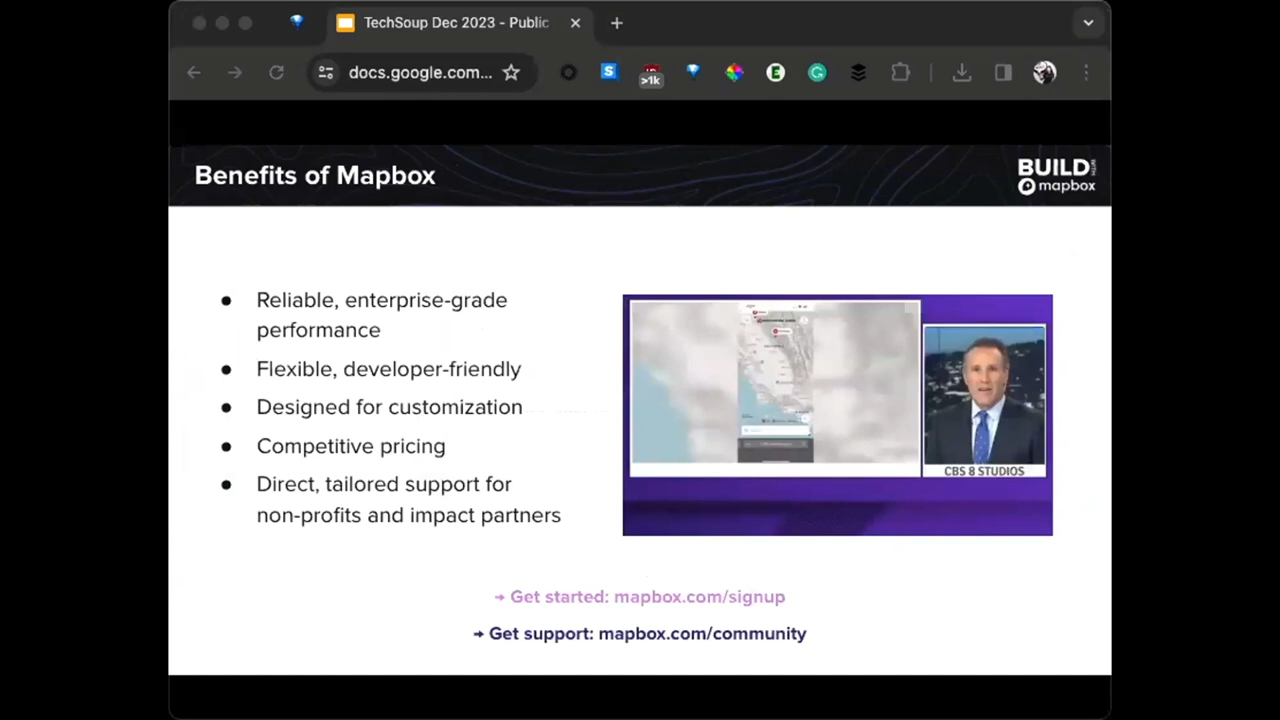 TechSoup Dec 2023 - Public
docs.google.com...
>1k
Benefits of Mapbox
BUILD
mapbox
● Reliable, enterprise-grade
performance
● Flexible, developer-friendly
● Designed for customization
● Competitive pricing
● Direct, tailored support for
non-profits and impact partners
CBS 8 STUDIOS
→ Get started: mapbox.com/signup
→ Get support: mapbox.com/community